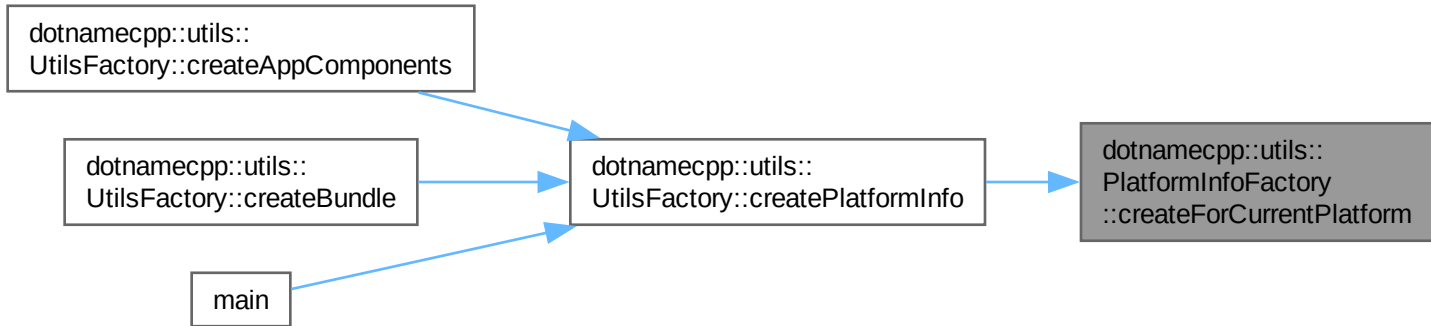 dotnamecpp::utils::
UtilsFactory::createAppComponents
dotnamecpp::utils::
UtilsFactory::createBundle
main
dotnamecpp::utils::
UtilsFactory::createPlatformInfo
dotnamecpp::utils::
PlatformInfoFactory
::createForCurrentPlatform